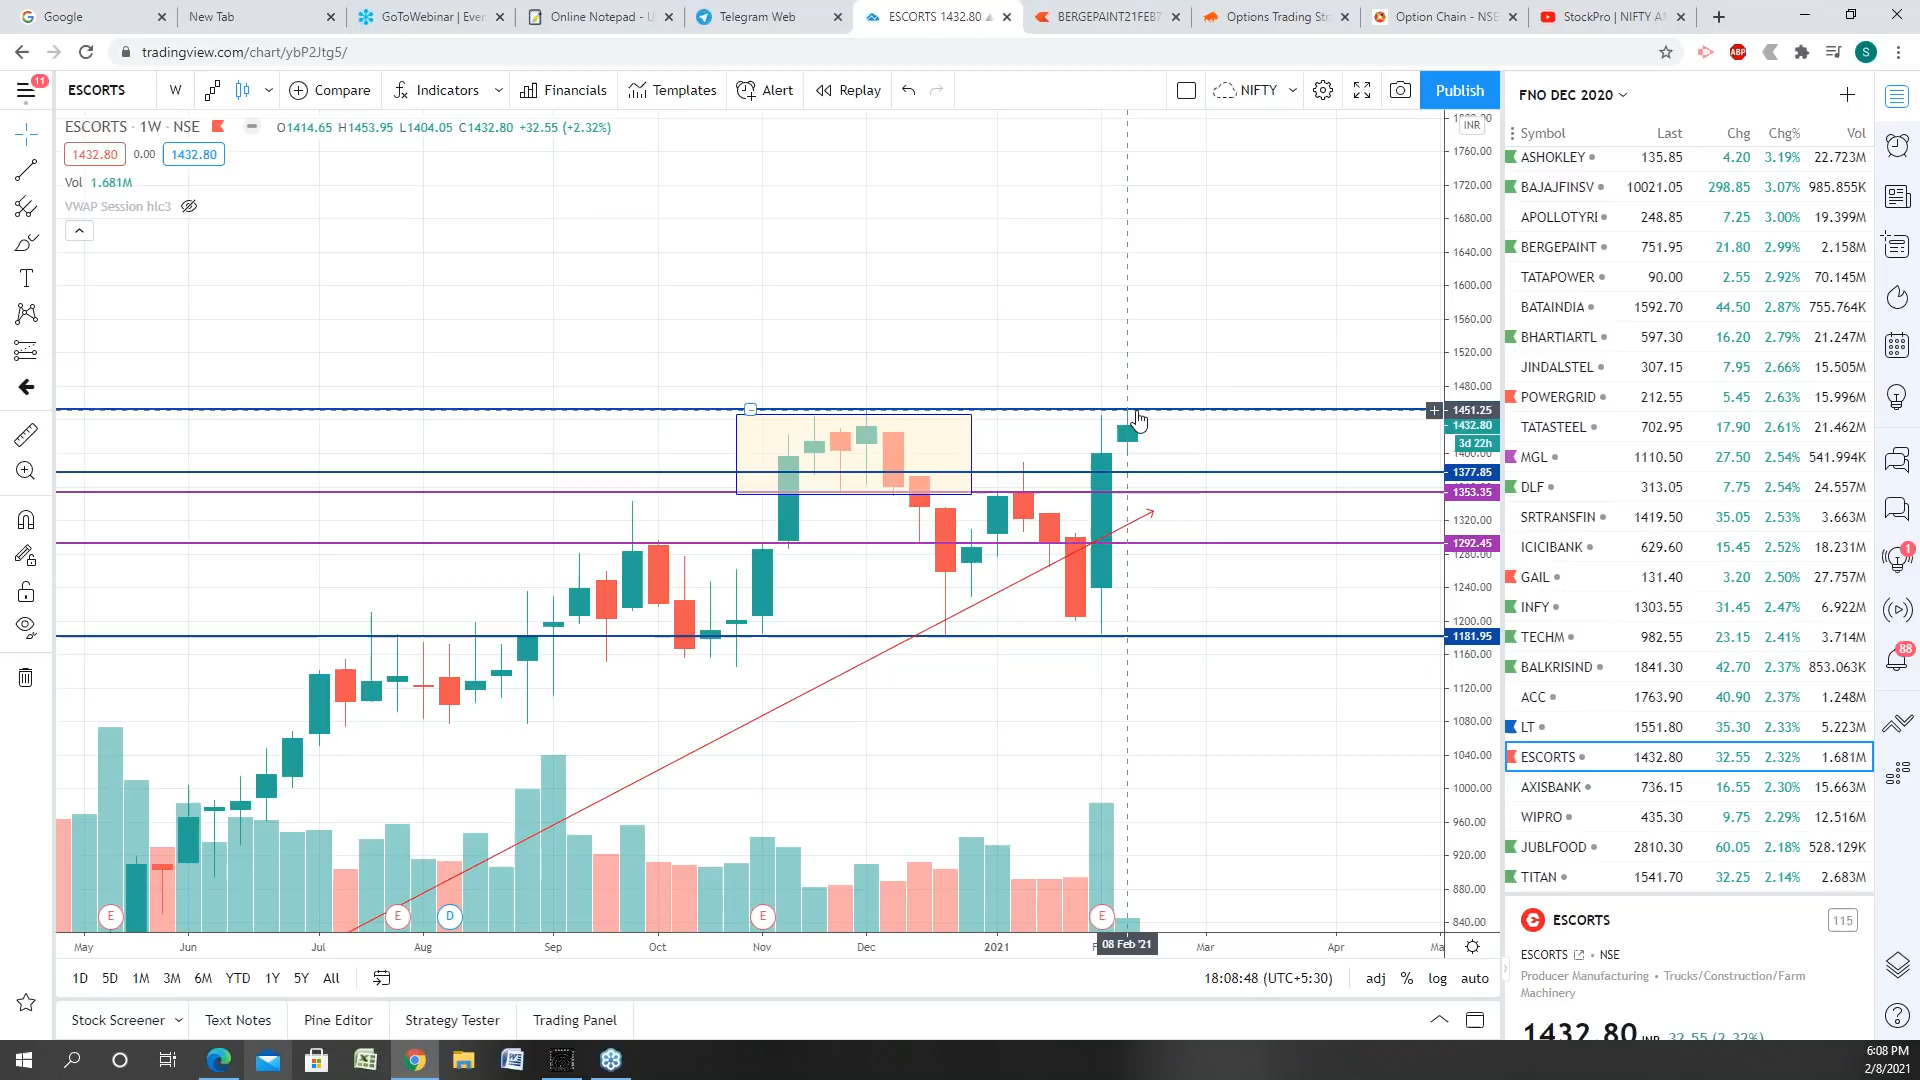 Google
New Tab
GoToWebinar | Ever
Online Notepad - U
Telegram Web
ESCORTS 1432.80
BERGEPAINT21FEB7
Options Trading Str
Option Chain - NSE
StockPro | NIFTY A
tradingview.com/chart/ybP2Jtg5/
ABP
S
11
ESCORTS
W
Compare
Indicators
Financials
Templates
Alert
Replay
NIFTY
Publish
ESCORTS · 1W · NSE
O1414.65 H1453.95 L1404.05 C1432.80 +32.55 (+2.32%)
1432.80
0.00
1432.80
Vol 1.681M
VWAP Session hlc3
INR
1760.00
1720.00
1680.00
1640.00
1600.00
1560.00
1520.00
1480.00
1451.25
1432.80
3d 22h
1400.00
1377.85
1353.35
1320.00
1292.45
1280.00
1240.00
1200.00
1181.95
1160.00
1120.00
1080.00
1040.00
1000.00
960.00
920.00
880.00
840.00
E
E
D
E
E
May
Jun
Jul
Aug
Sep
Oct
Nov
Dec
2021
08 Feb '21
Mar
Apr
Ma
1D
5D
1M
3M
6M
YTD
1Y
5Y
All
18:08:48 (UTC+5:30)
adj
%
log
auto
Stock Screener
Text Notes
Pine Editor
Strategy Tester
Trading Panel
FNO DEC 2020
Symbol Last Chg Chg% Vol
ASHOKLEY 135.85 4.20 3.19% 22.723M
BAJAJFINSV 10021.05 298.85 3.07% 985.855K
APOLLOTYRE 248.85 7.25 3.00% 19.399M
BERGEPAINT 751.95 21.80 2.99% 2.158M
TATAPOWER 90.00 2.55 2.92% 70.145M
BATAINDIA 1592.70 44.50 2.87% 755.764K
BHARTIARTL 597.30 16.20 2.79% 21.247M
JINDALSTEL 307.15 7.95 2.66% 15.505M
POWERGRID 212.55 5.45 2.63% 15.996M
TATASTEEL 702.95 17.90 2.61% 21.462M
MGL 1110.50 27.50 2.54% 541.994K
DLF 313.05 7.75 2.54% 24.557M
SRTRANSFIN 1419.50 35.05 2.53% 3.663M
ICICIBANK 629.60 15.45 2.52% 18.231M
GAIL 131.40 3.20 2.50% 27.757M
INFY 1303.55 31.45 2.47% 6.922M
TECHM 982.55 23.15 2.41% 3.714M
BALKRISIND 1841.30 42.70 2.37% 853.063K
ACC 1763.90 40.90 2.37% 1.248M
LT 1551.80 35.30 2.33% 5.223M
ESCORTS 1432.80 32.55 2.32% 1.681M
AXISBANK 736.15 16.55 2.30% 15.663M
WIPRO 435.30 9.75 2.29% 12.516M
JUBLFOOD 2810.30 60.05 2.18% 528.129K
TITAN 1541.70 32.25 2.14% 2.683M
ESCORTS
115
ESCORTS · NSE
Producer Manufacturing • Trucks/Construction/Farm
Machinery
1432.80 INR 32.55 (2.32%)
1
88
6:08 PM
2/8/2021